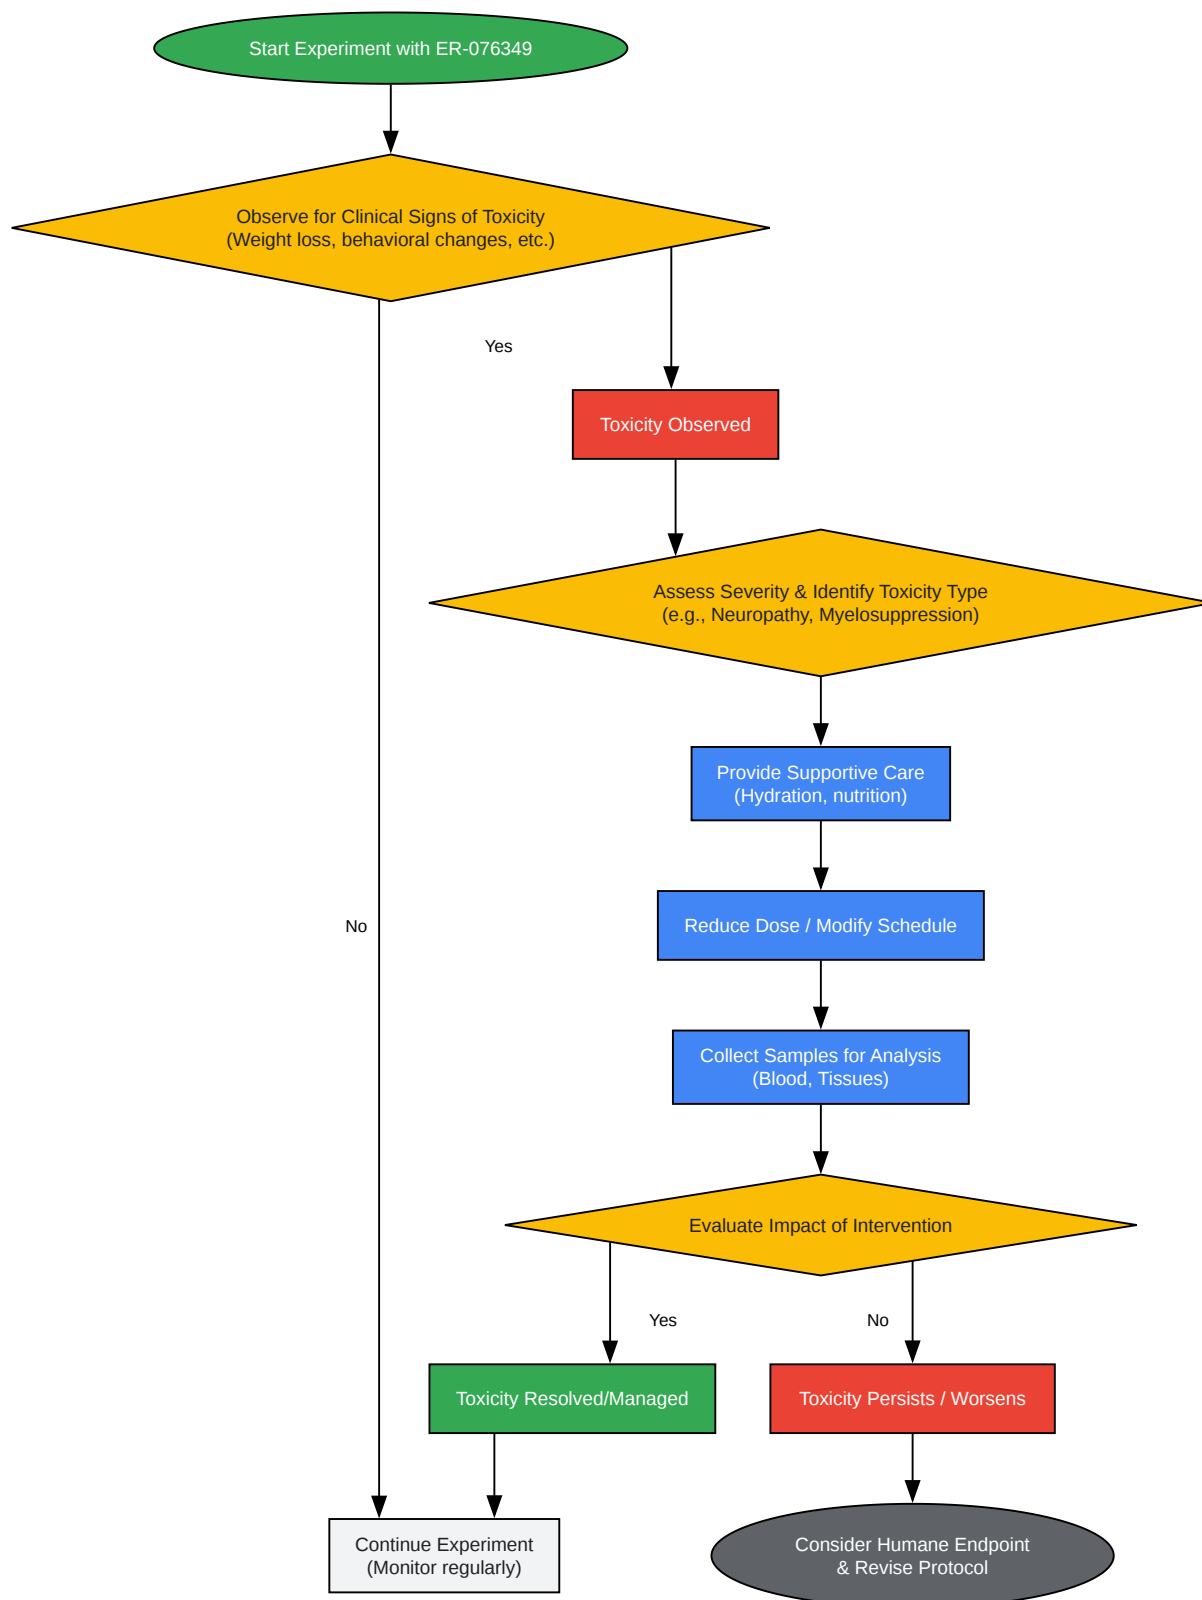 Start Experiment with ER-076349
Observe for Clinical Signs of Toxicity
(Weight loss, behavioral changes, etc.)
Yes
Toxicity Observed
Assess Severity & Identify Toxicity Type
(e.g., Neuropathy, Myelosuppression)
Provide Supportive Care
(Hydration, nutrition)
No
Reduce Dose / Modify Schedule
Collect Samples for Analysis
(Blood, Tissues)
Evaluate Impact of Intervention
Yes
No
Toxicity Resolved/Managed
Toxicity Persists / Worsens
Continue Experiment
(Monitor regularly)
Consider Humane Endpoint
& Revise Protocol